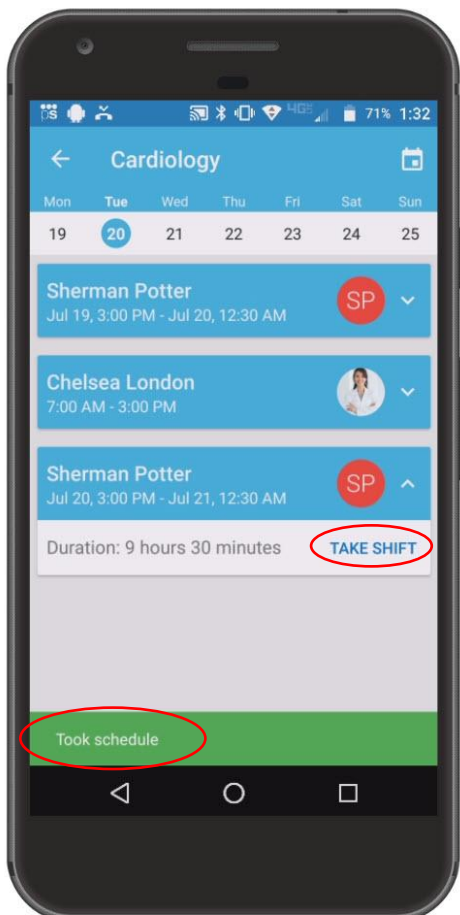 71% 1:32
Cardiology
Mon Tue Wed Thu Fri Sat Sun
19 20 21 22 23 24 25
Sherman Potter
Jul 19, 3:00 PM - Jul 20, 12:30 AM
SP
Chelsea London
7:00 AM - 3:00 PM
Sherman Potter
Jul 20, 3:00 PM - Jul 21, 12:30 AM
SP
Duration: 9 hours 30 minutes TAKE SHIFT
Took schedule